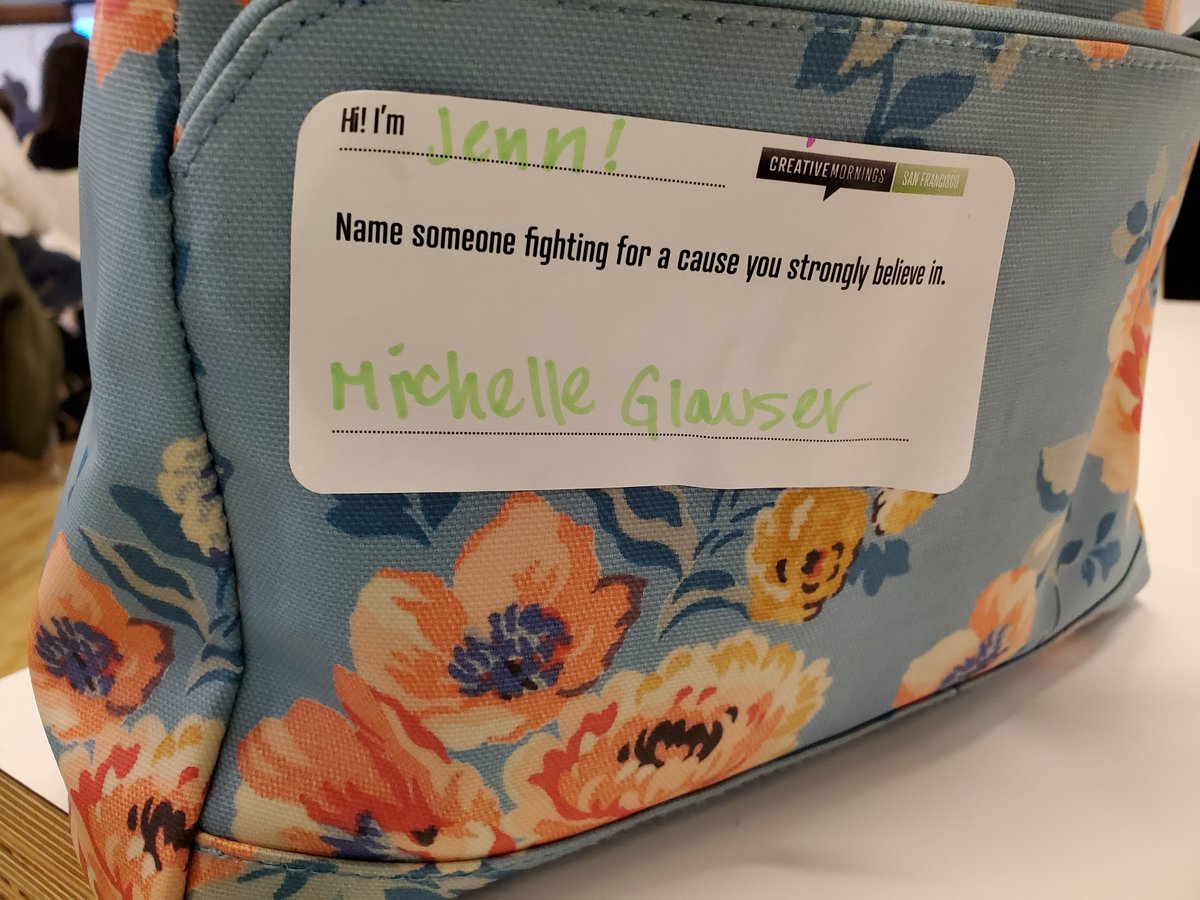 Hi! I'm Jenn!
CREATIVEMORNINGS SAN FRANCISCO
Name someone fighting for a cause you strongly believe in.
Michelle Glauser